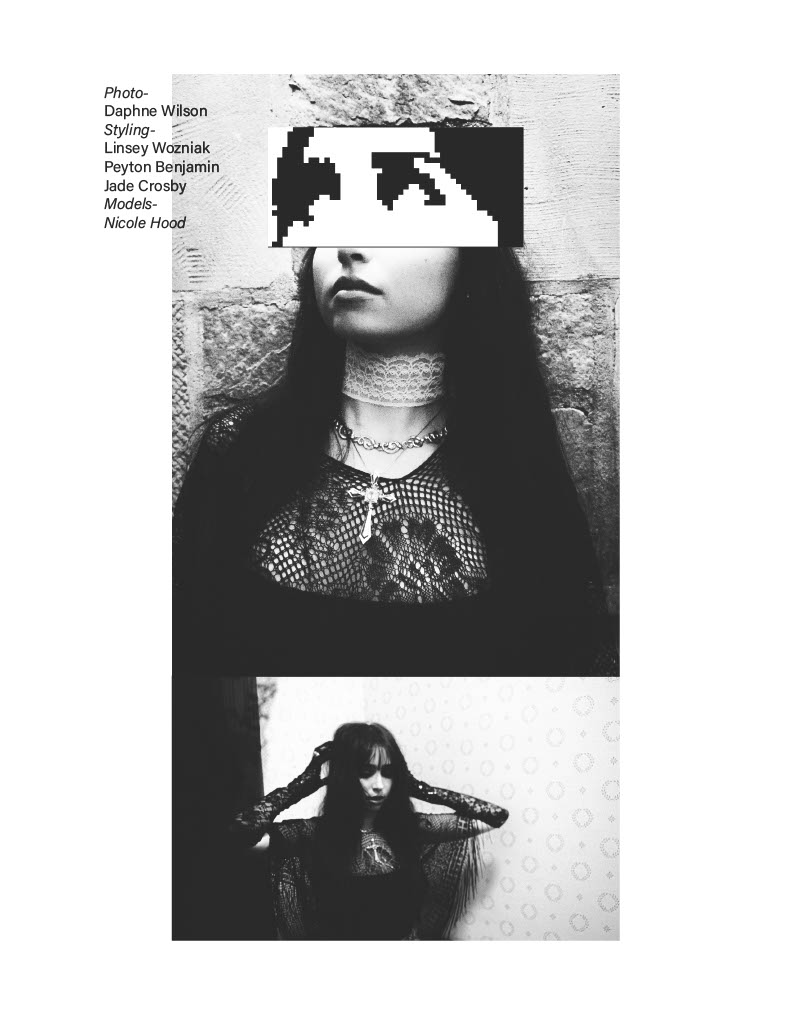 Photo-
Daphne Wilson
Styling-
Linsey Wozniak
Peyton Benjamin
Jade Crosby
Models-
Nicole Hood